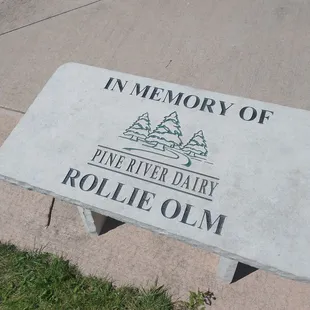 IN MEMORY OF
PINE RIVER DAIRY
ROLLIE OLM